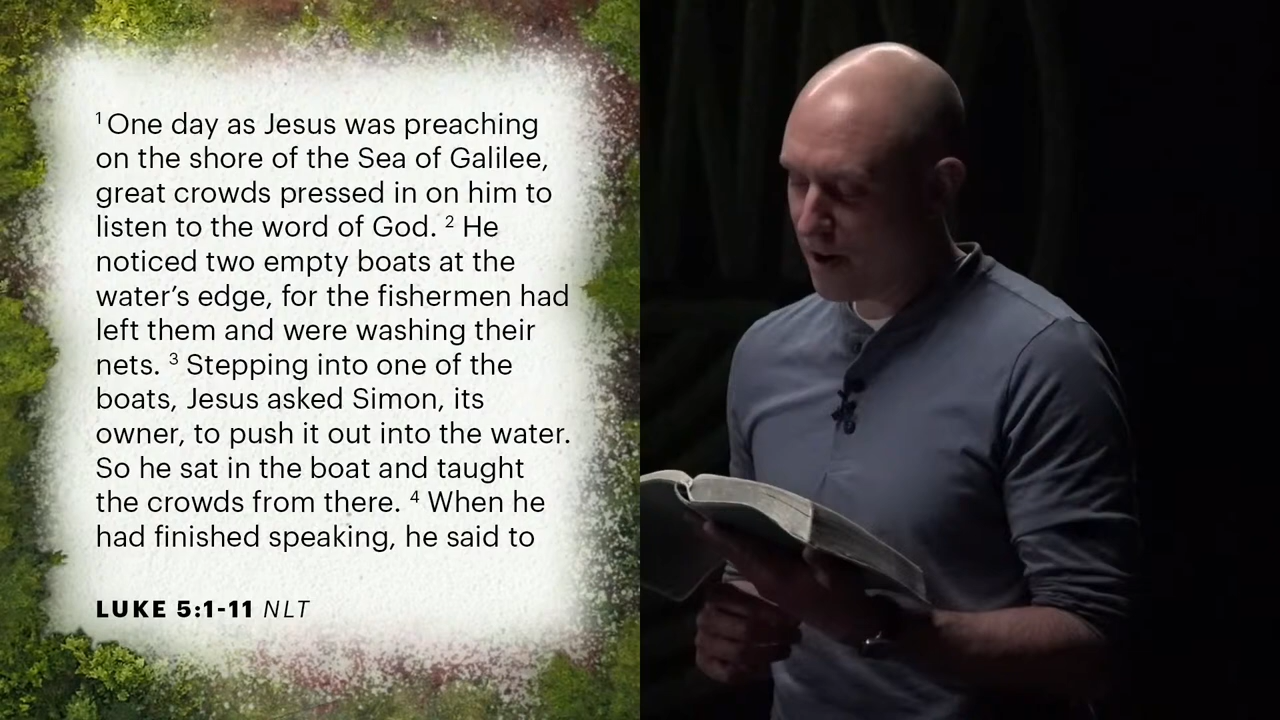 1 One day as Jesus was preaching
on the shore of the Sea of Galilee,
great crowds pressed in on him to
listen to the word of God. 2 He
noticed two empty boats at the
water’s edge, for the fishermen had
left them and were washing their
nets. 3 Stepping into one of the
boats, Jesus asked Simon, its
owner, to push it out into the water.
So he sat in the boat and taught
the crowds from there. 4 When he
had finished speaking, he said to
LUKE 5:1-11 NLT